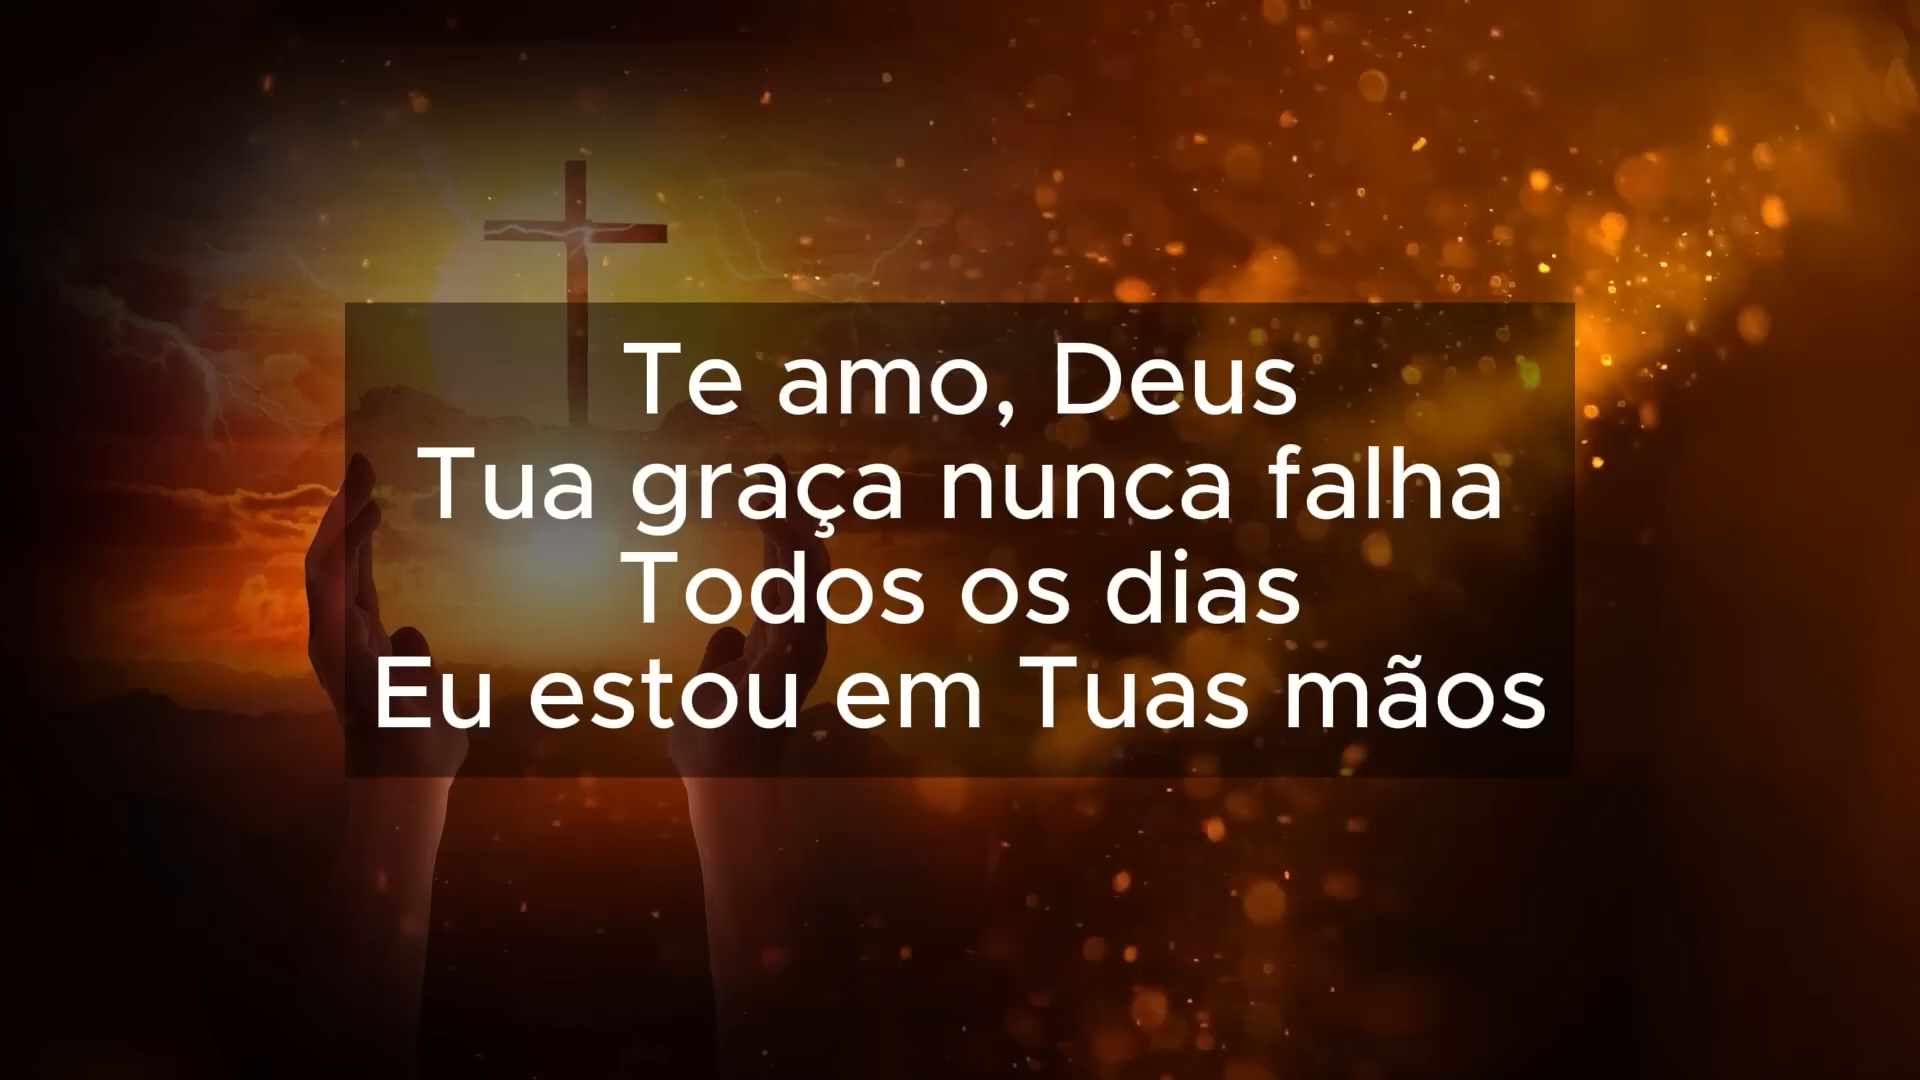 Te amo, Deus
Tua graça nunca falha
Todos os dias
Eu estou em Tuas mãos